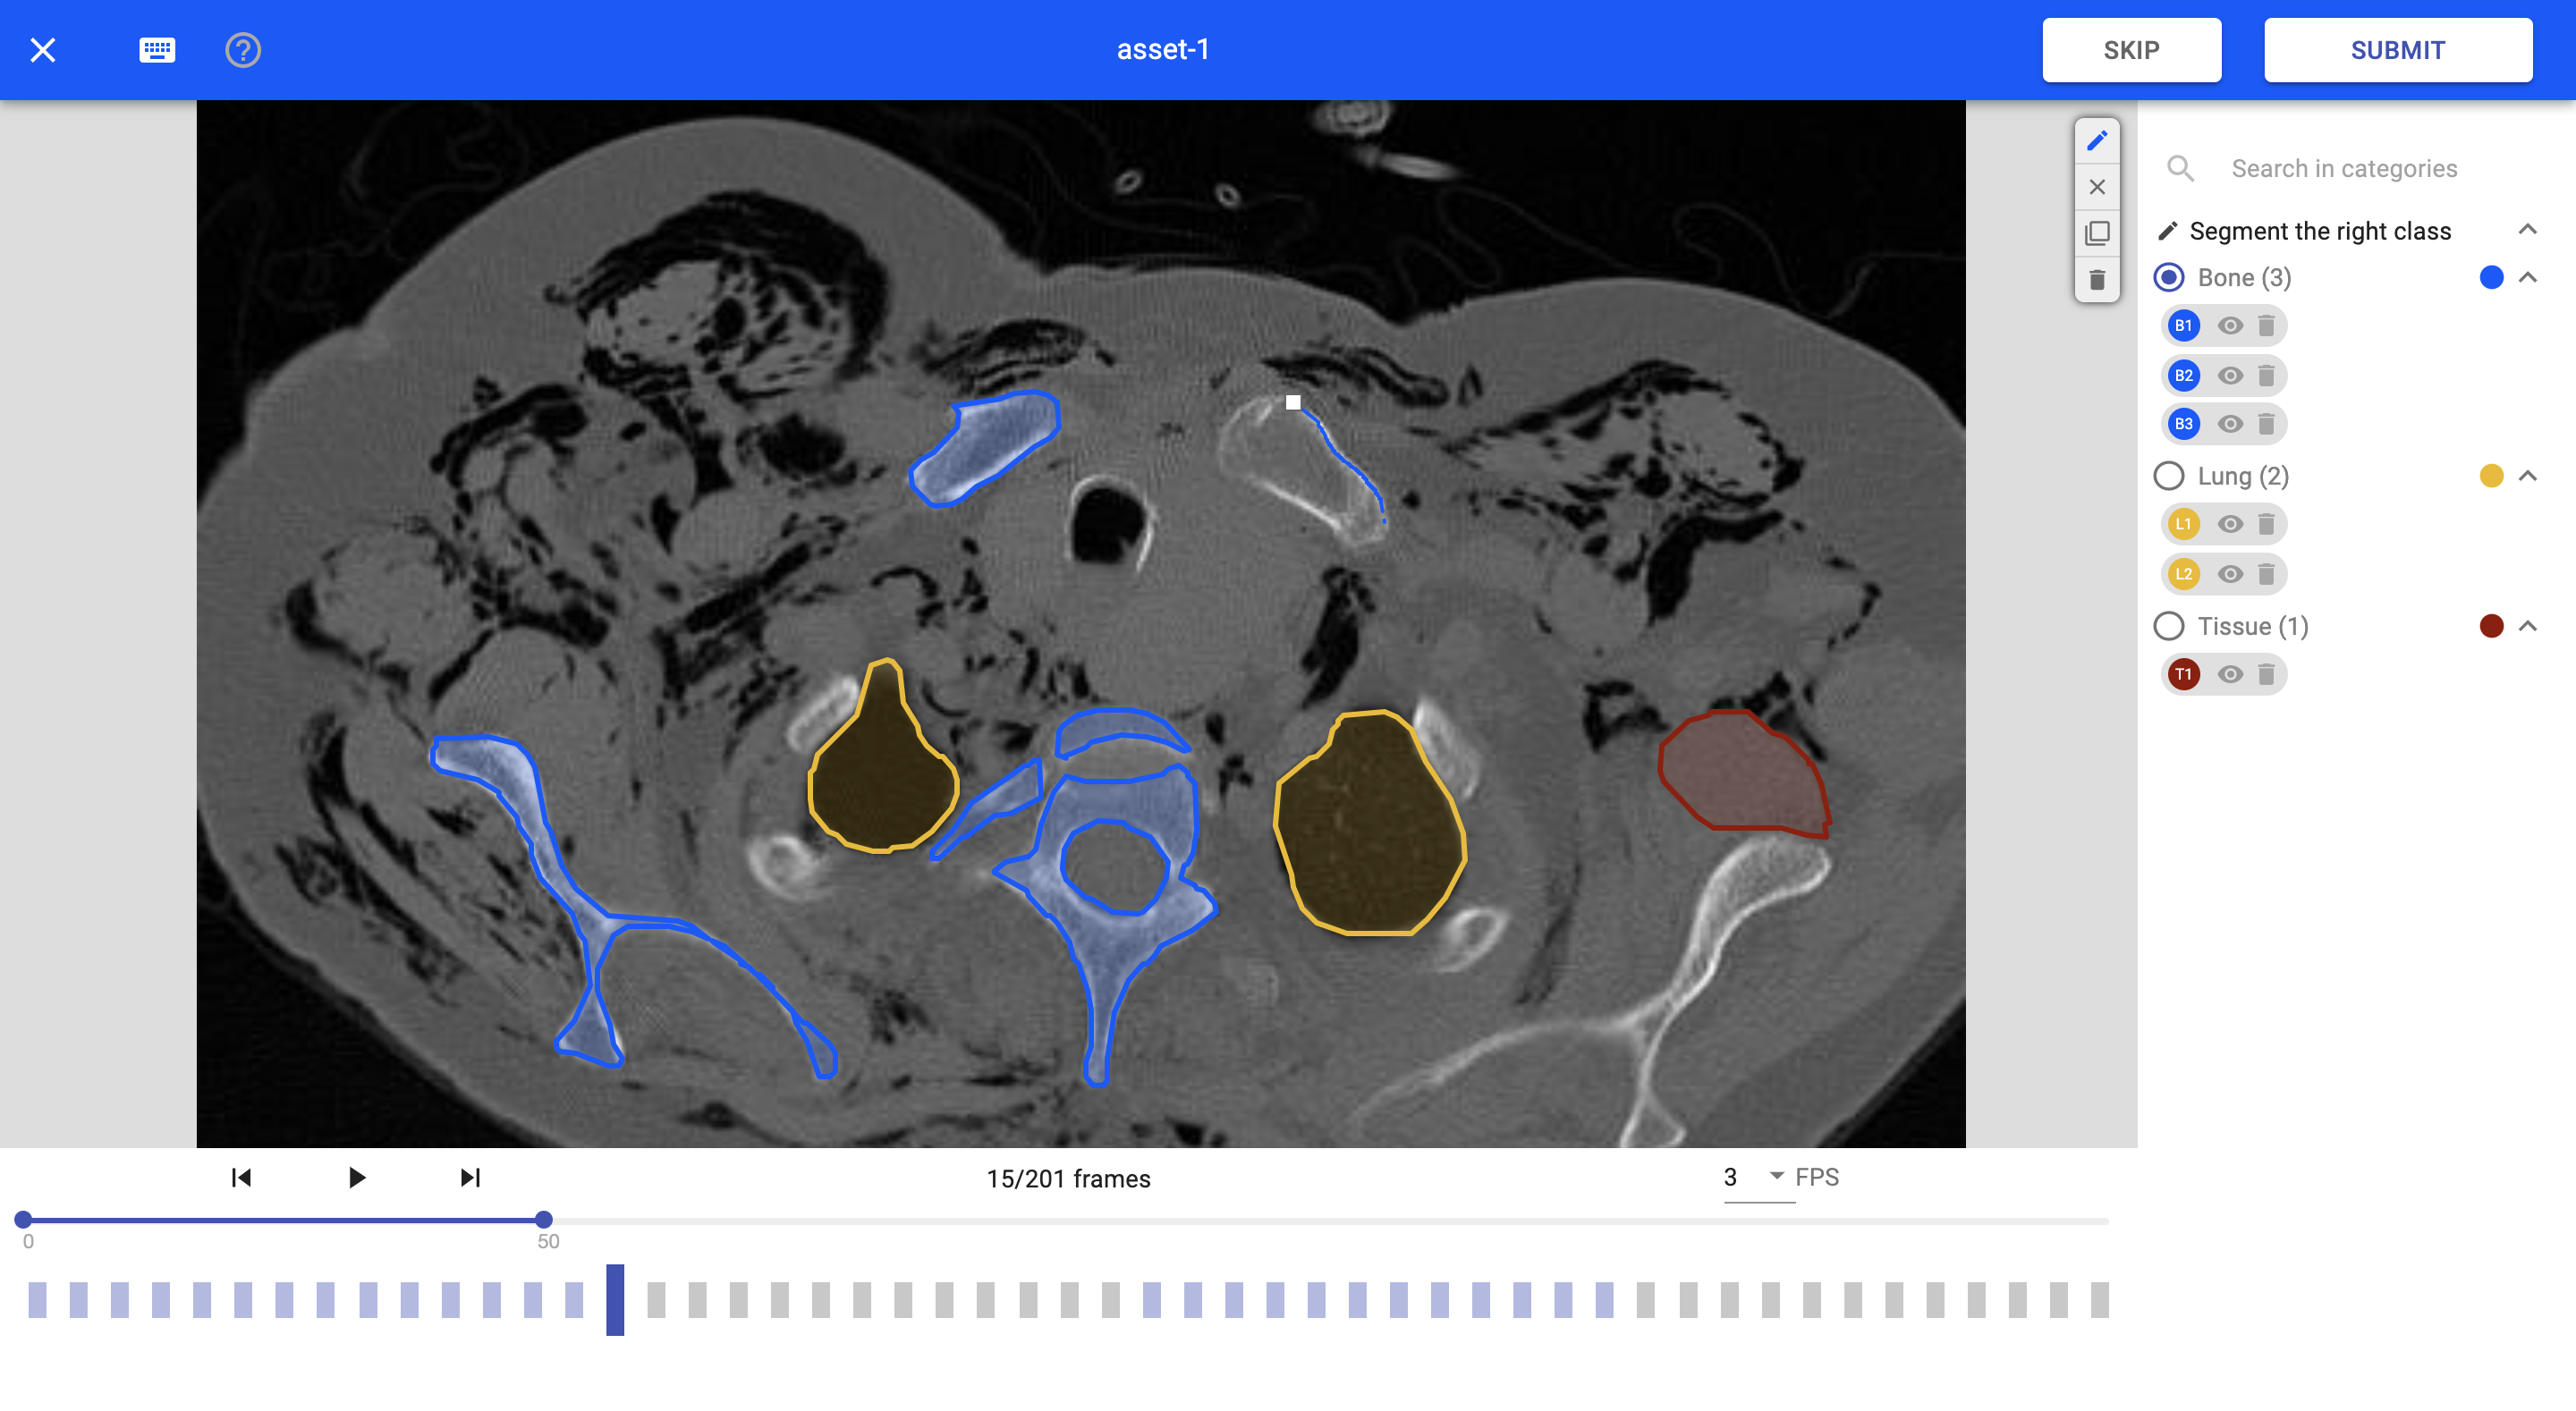 asset-1
SKIP
SUBMIT
Search in categories
Segment the right class
Bone (3)
B1
B2
B3
Lung (2)
L1
L2
Tissue (1)
T1
15/201 frames
3 FPS
0 50